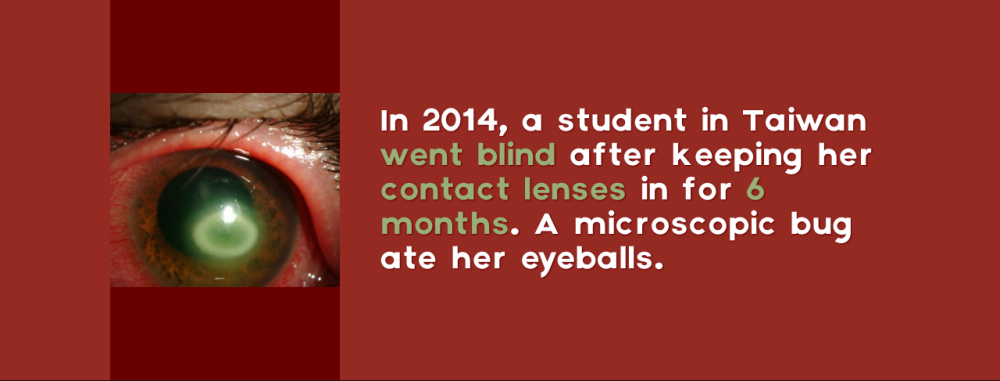 In 2014, a student in Taiwan
went blind after keeping her
contact lenses in for 6
months. A microscopic bug
ate her eyeballs.